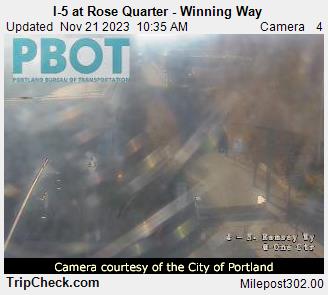 I-5 at Rose Quarter - Winning Way
Updated Nov 21 2023 10:35 AM Camera 4
PBOT
PORTLAND BUREAU OF TRANSPORTATION
Camera courtesy of the City of Portland
TripCheck.com Milepost302.00